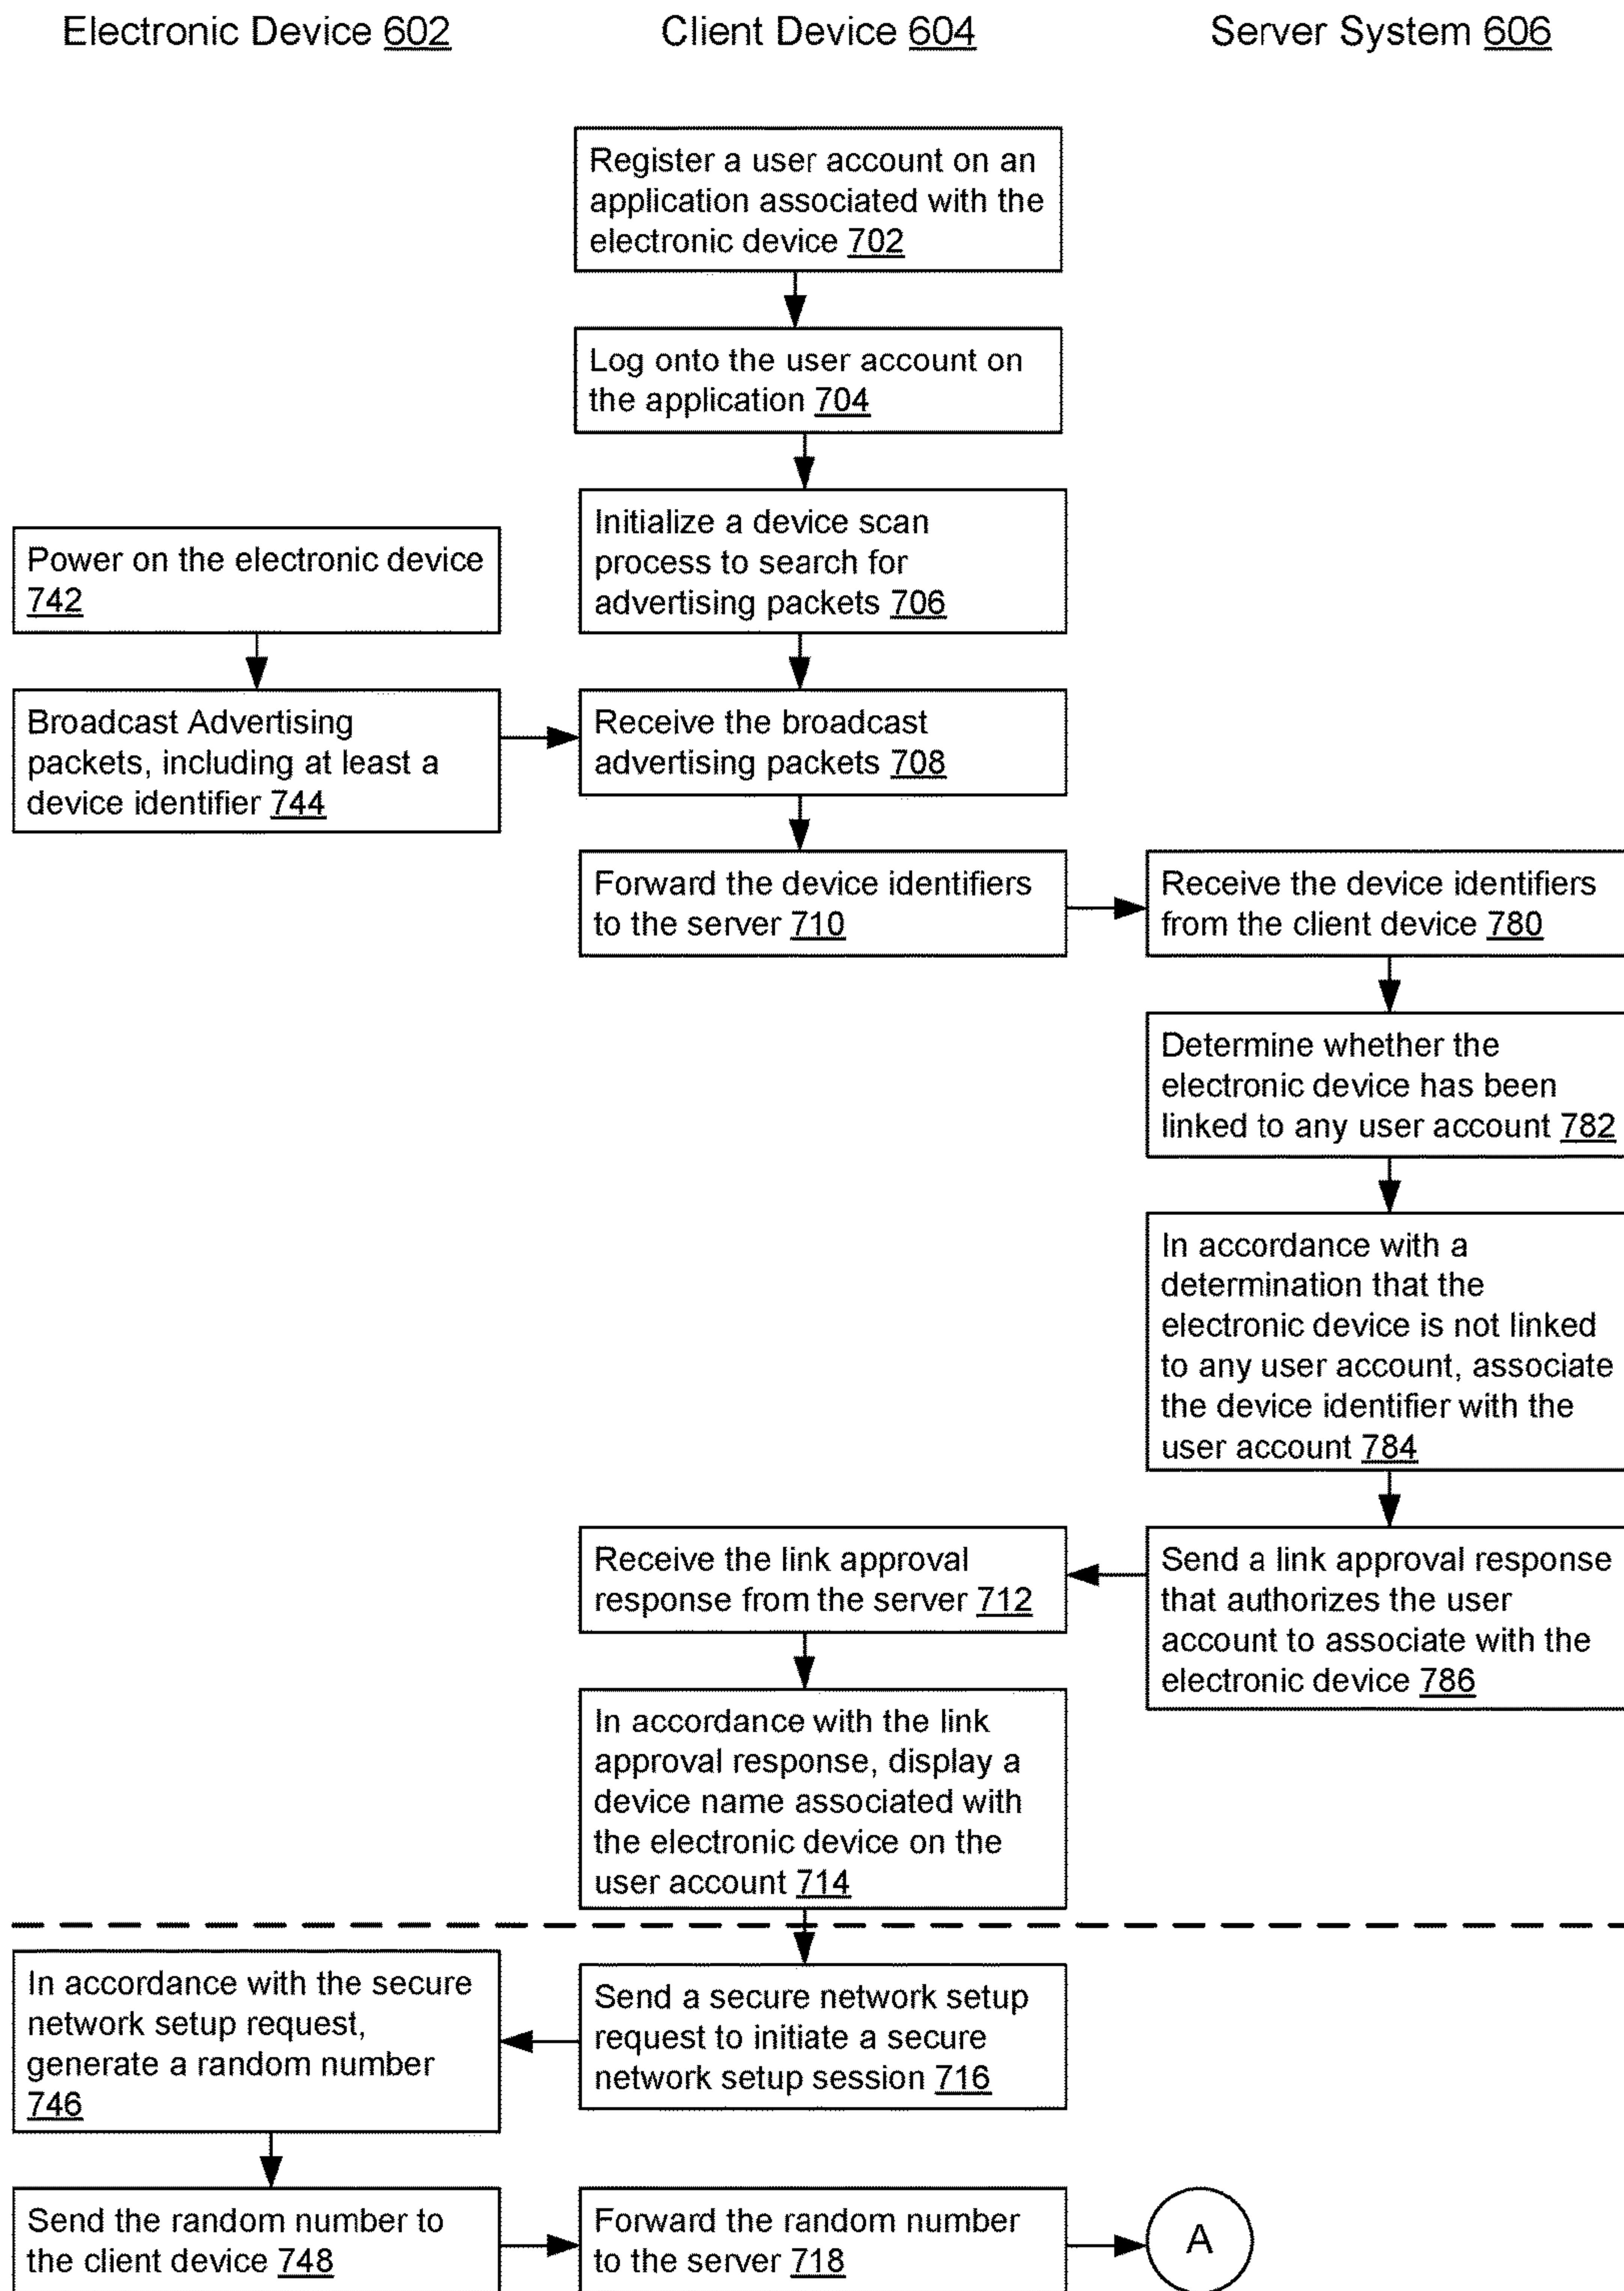 Electronic Device 602
Client Device 604
Server System 606
Register a user account on an
application associated with the
electronic device 702
Log onto the user account on
the application 704
Initialize a device scan
process to search for
advertising packets 706
Power on the electronic device
742
Broadcast Advertising
packets, including at least a
device identifier 744
Receive the broadcast
advertising packets 708
Forward the device identifiers
to the server 710
Receive the device identifiers
from the client device 780
Determine whether the
electronic device has been
linked to any user account 782
In accordance with a
determination that the
electronic device is not linked
to any user account, associate
the device identifier with the
user account 784
Send a link approval response
that authorizes the user
account to associate with the
electronic device 786
Receive the link approval
response from the server 712
In accordance with the link
approval response, display a
device name associated with
the electronic device on the
user account 714
Send a secure network setup
request to initiate a secure
network setup session 716
In accordance with the secure
network setup request,
generate a random number
746
Send the random number to
the client device 748
Forward the random number
to the server 718
A